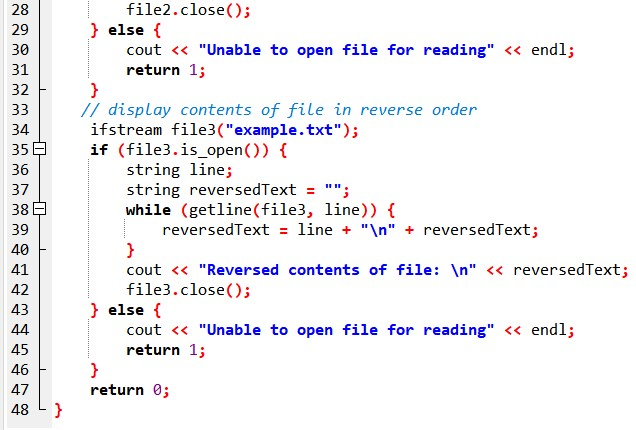 28 file2.close();
29 } else {
30 cout << "Unable to open file for reading" << endl;
31 return 1;
32 }
33 // display contents of file in reverse order
34 ifstream file3("example.txt");
35 if (file3.is_open()) {
36 string line;
37 string reversedText = "";
38 while (getline(file3, line)) {
39 reversedText = line + "\n" + reversedText;
40 }
41 cout << "Reversed contents of file: \n" << reversedText;
42 file3.close();
43 } else {
44 cout << "Unable to open file for reading" << endl;
45 return 1;
46 }
47 return 0;
48 }